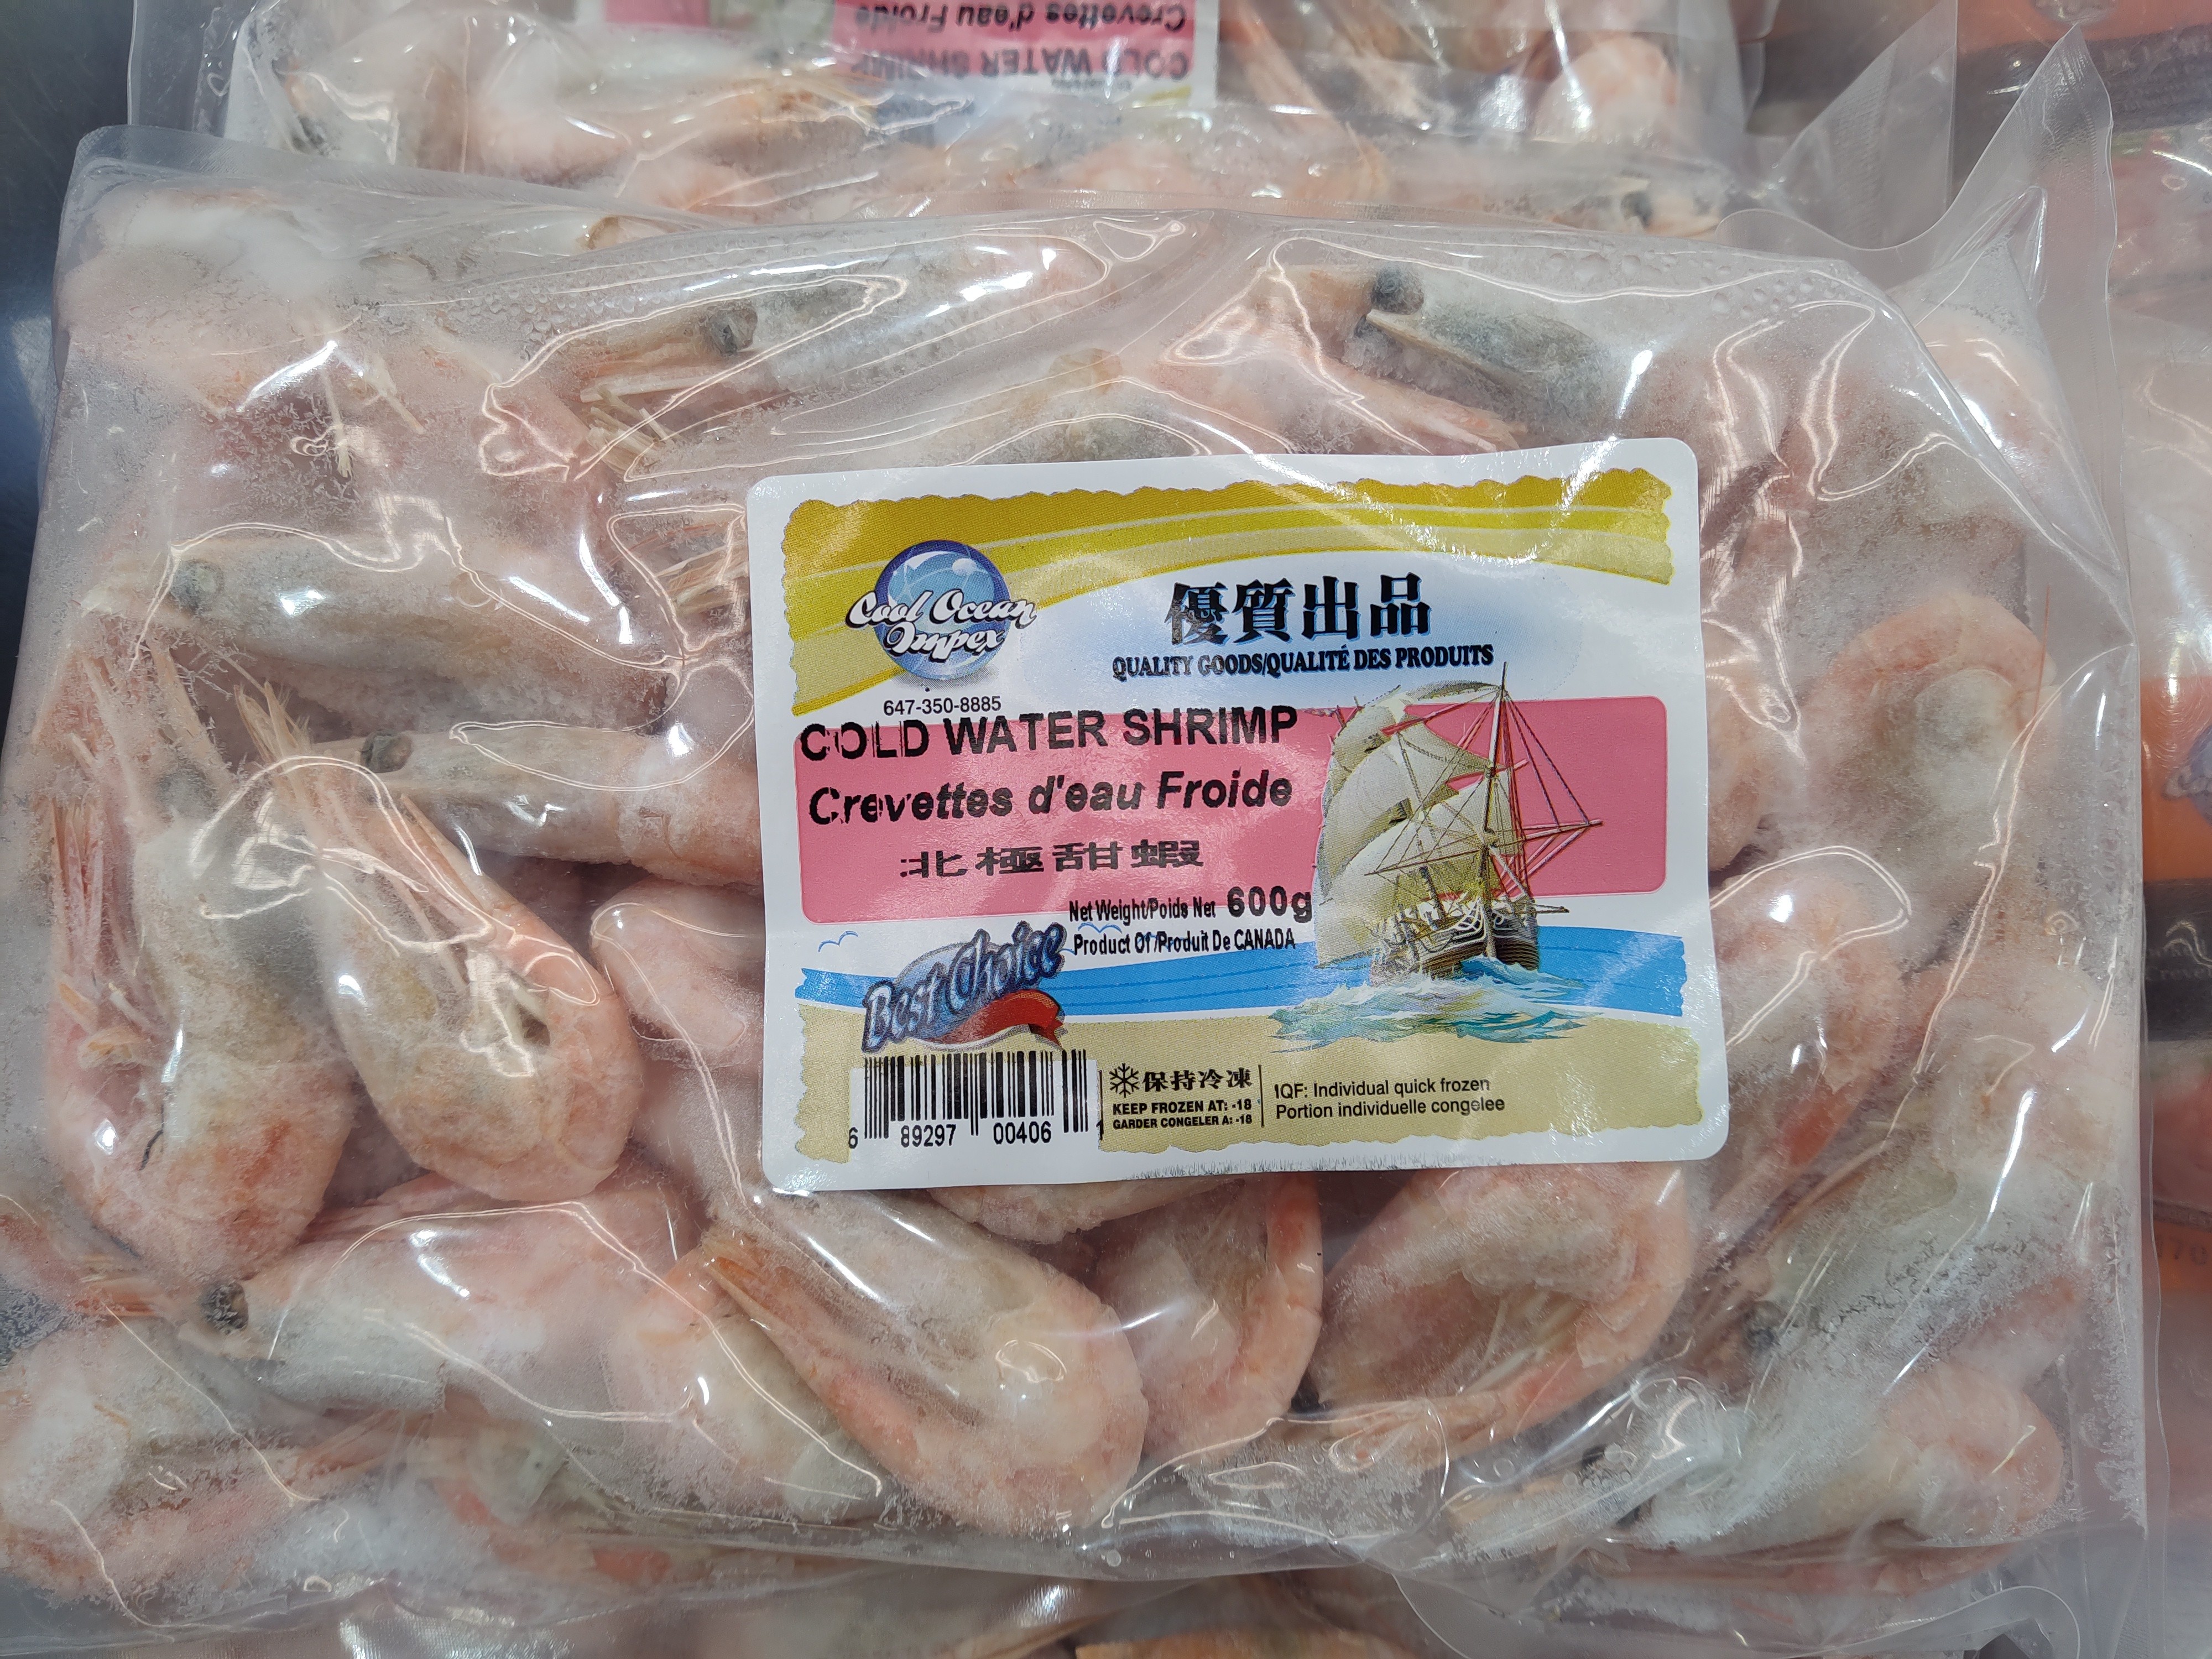 Crevettes d'eau Froide
COLD WATER SHRIMP
Cool Ocean
Impex
647-350-8885
優質出品
QUALITY GOODS/QUALITÉ DES PRODUITS
COLD WATER SHRIMP
Crevettes d'eau Froide
北極甜蝦
Net Weight/Poids Net 600g
Product Of/Produit De CANADA
Best Choice
6 89297 00406 1
保持冷凍
KEEP FROZEN AT: -18
GARDER CONGELER A: -18
IQF: Individual quick frozen
Portion individuelle congelee